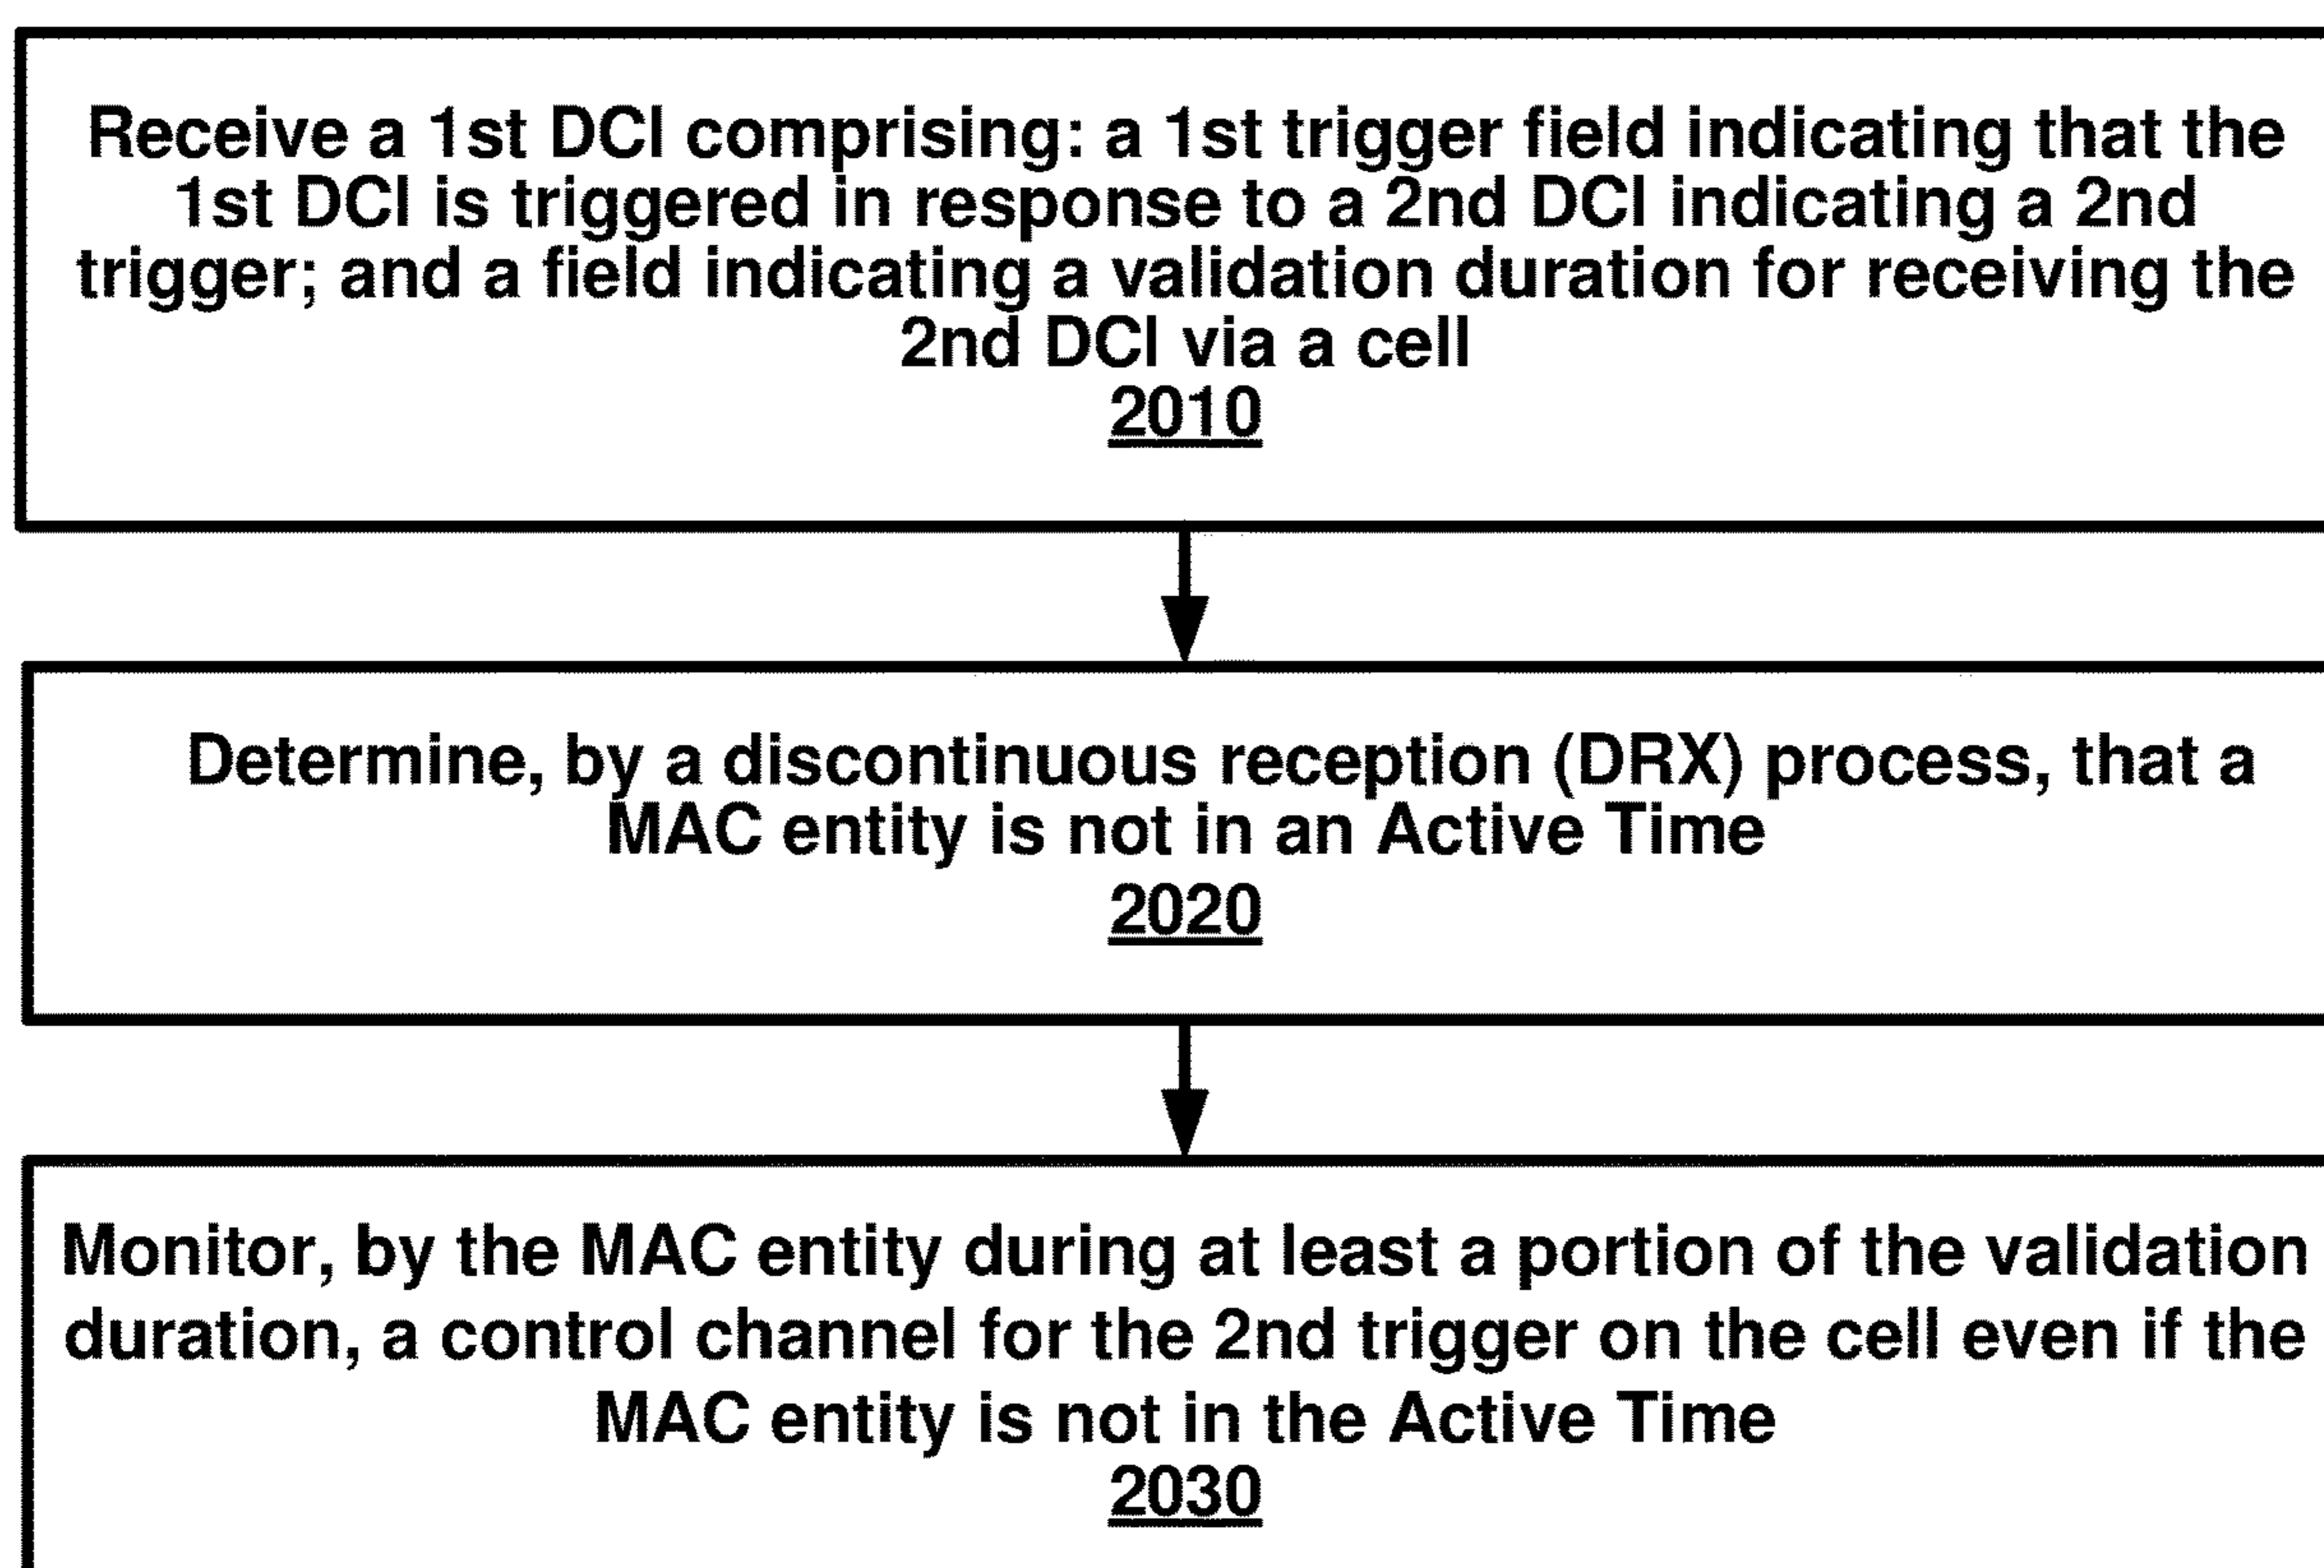 Receive a 1st DCI comprising: a 1st trigger field indicating that the
1st DCI is triggered in response to a 2nd DCI indicating a 2nd
trigger; and a field indicating a validation duration for receiving the
2nd DCI via a cell
2010
Determine, by a discontinuous reception (DRX) process, that a
MAC entity is not in an Active Time
2020
Monitor, by the MAC entity during at least a portion of the validation
duration, a control channel for the 2nd trigger on the cell even if the
MAC entity is not in the Active Time
2030